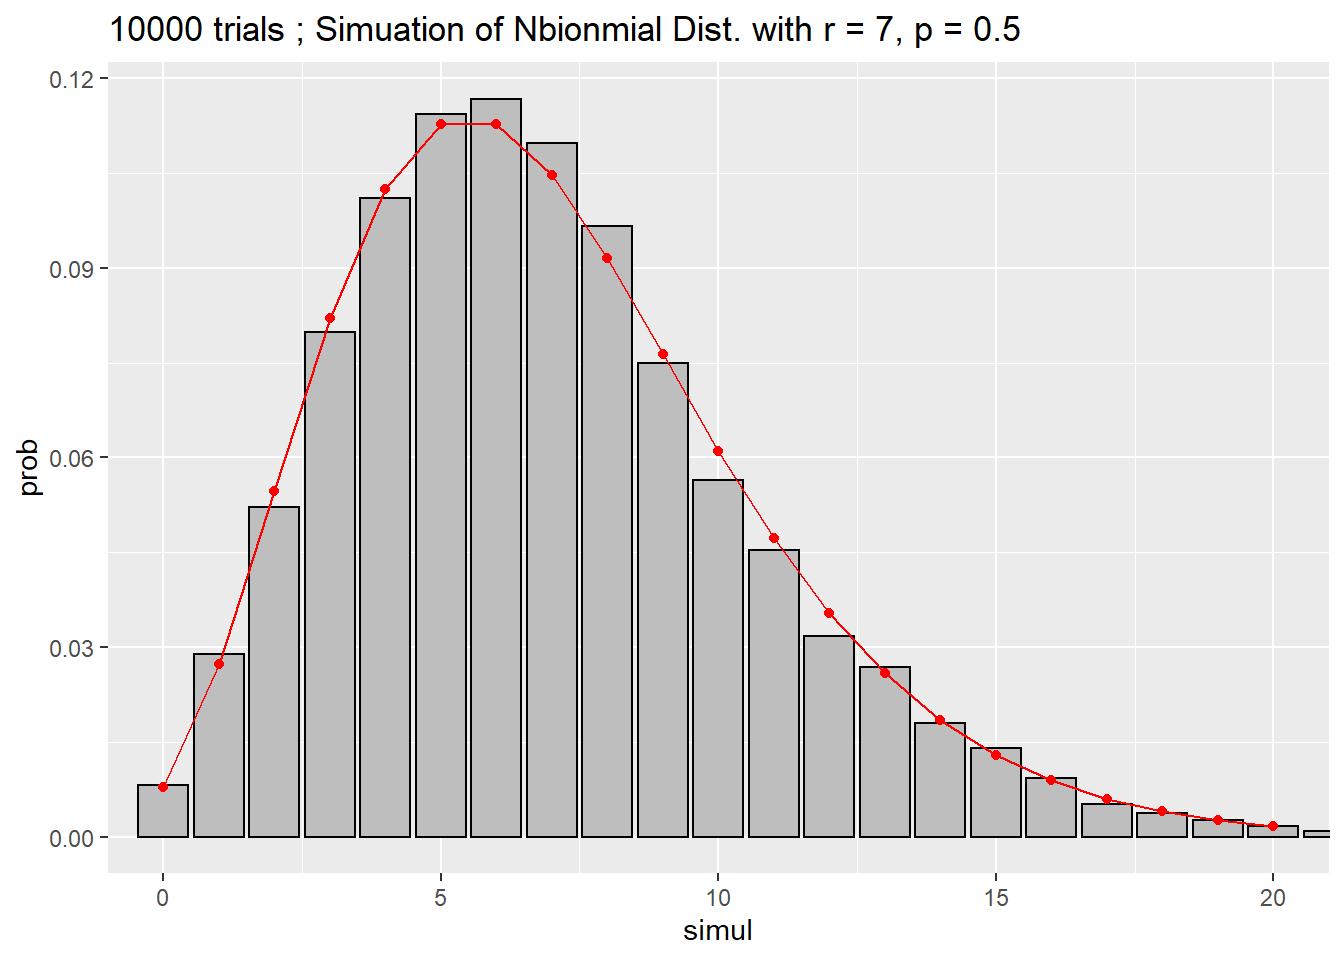 10000 trials ; Simuation of Nbionmial Dist. with r = 7, p = 0.5
0.12
0.09
0.06
0.03
0.00
prob
0 5 10 15 20
simul